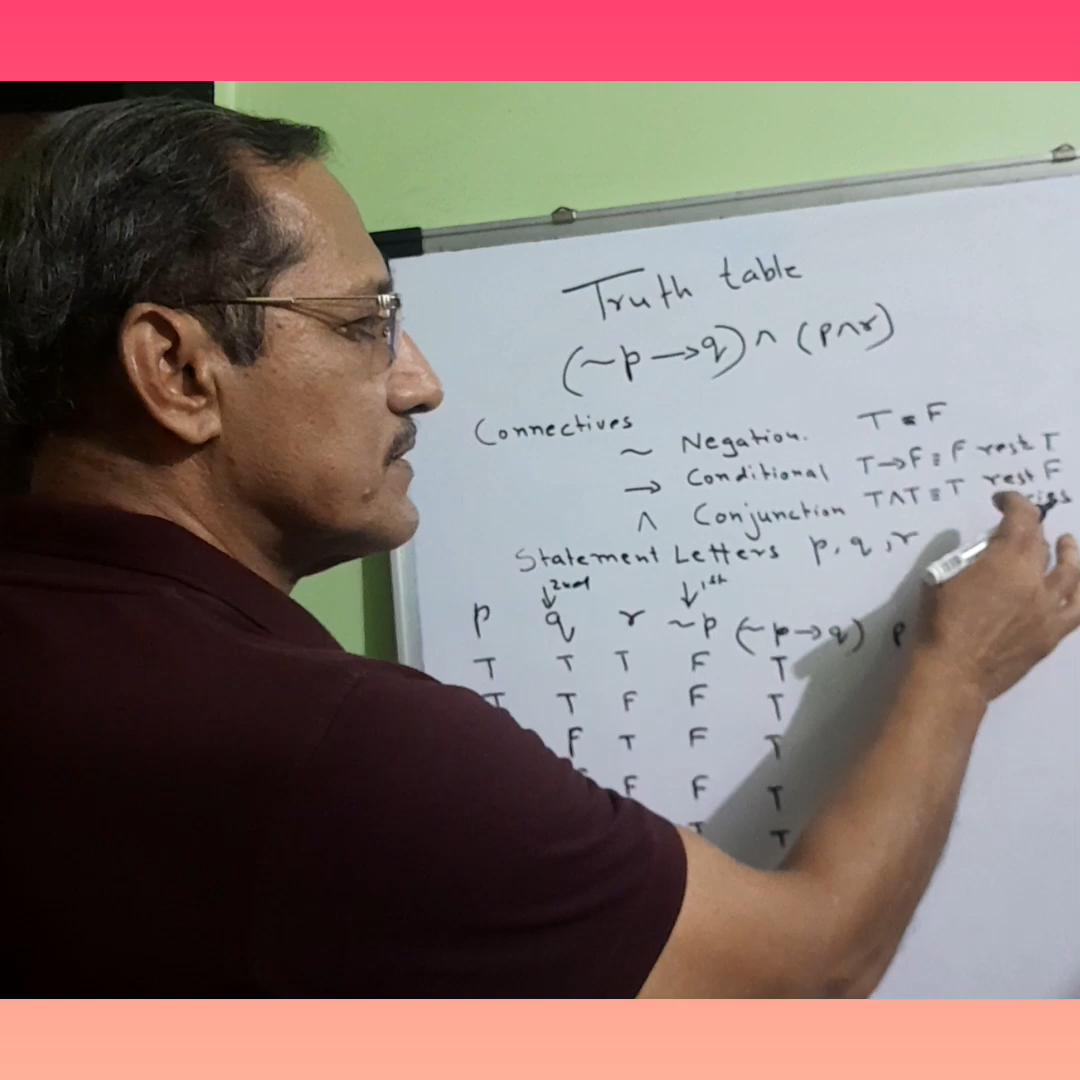 Truth table
(~p→q) ∧ (p∧r)
Connectives
~ Negation. T ≡ F
→ Conditional T→F ≡ F rest T
∧ Conjunction T∧T ≡ T rest F
Statement Letters p, q, r
2nd 1st
p q r ~p (~p→q) p
T T T F T
T T F F T
F T F T
F F T
T T